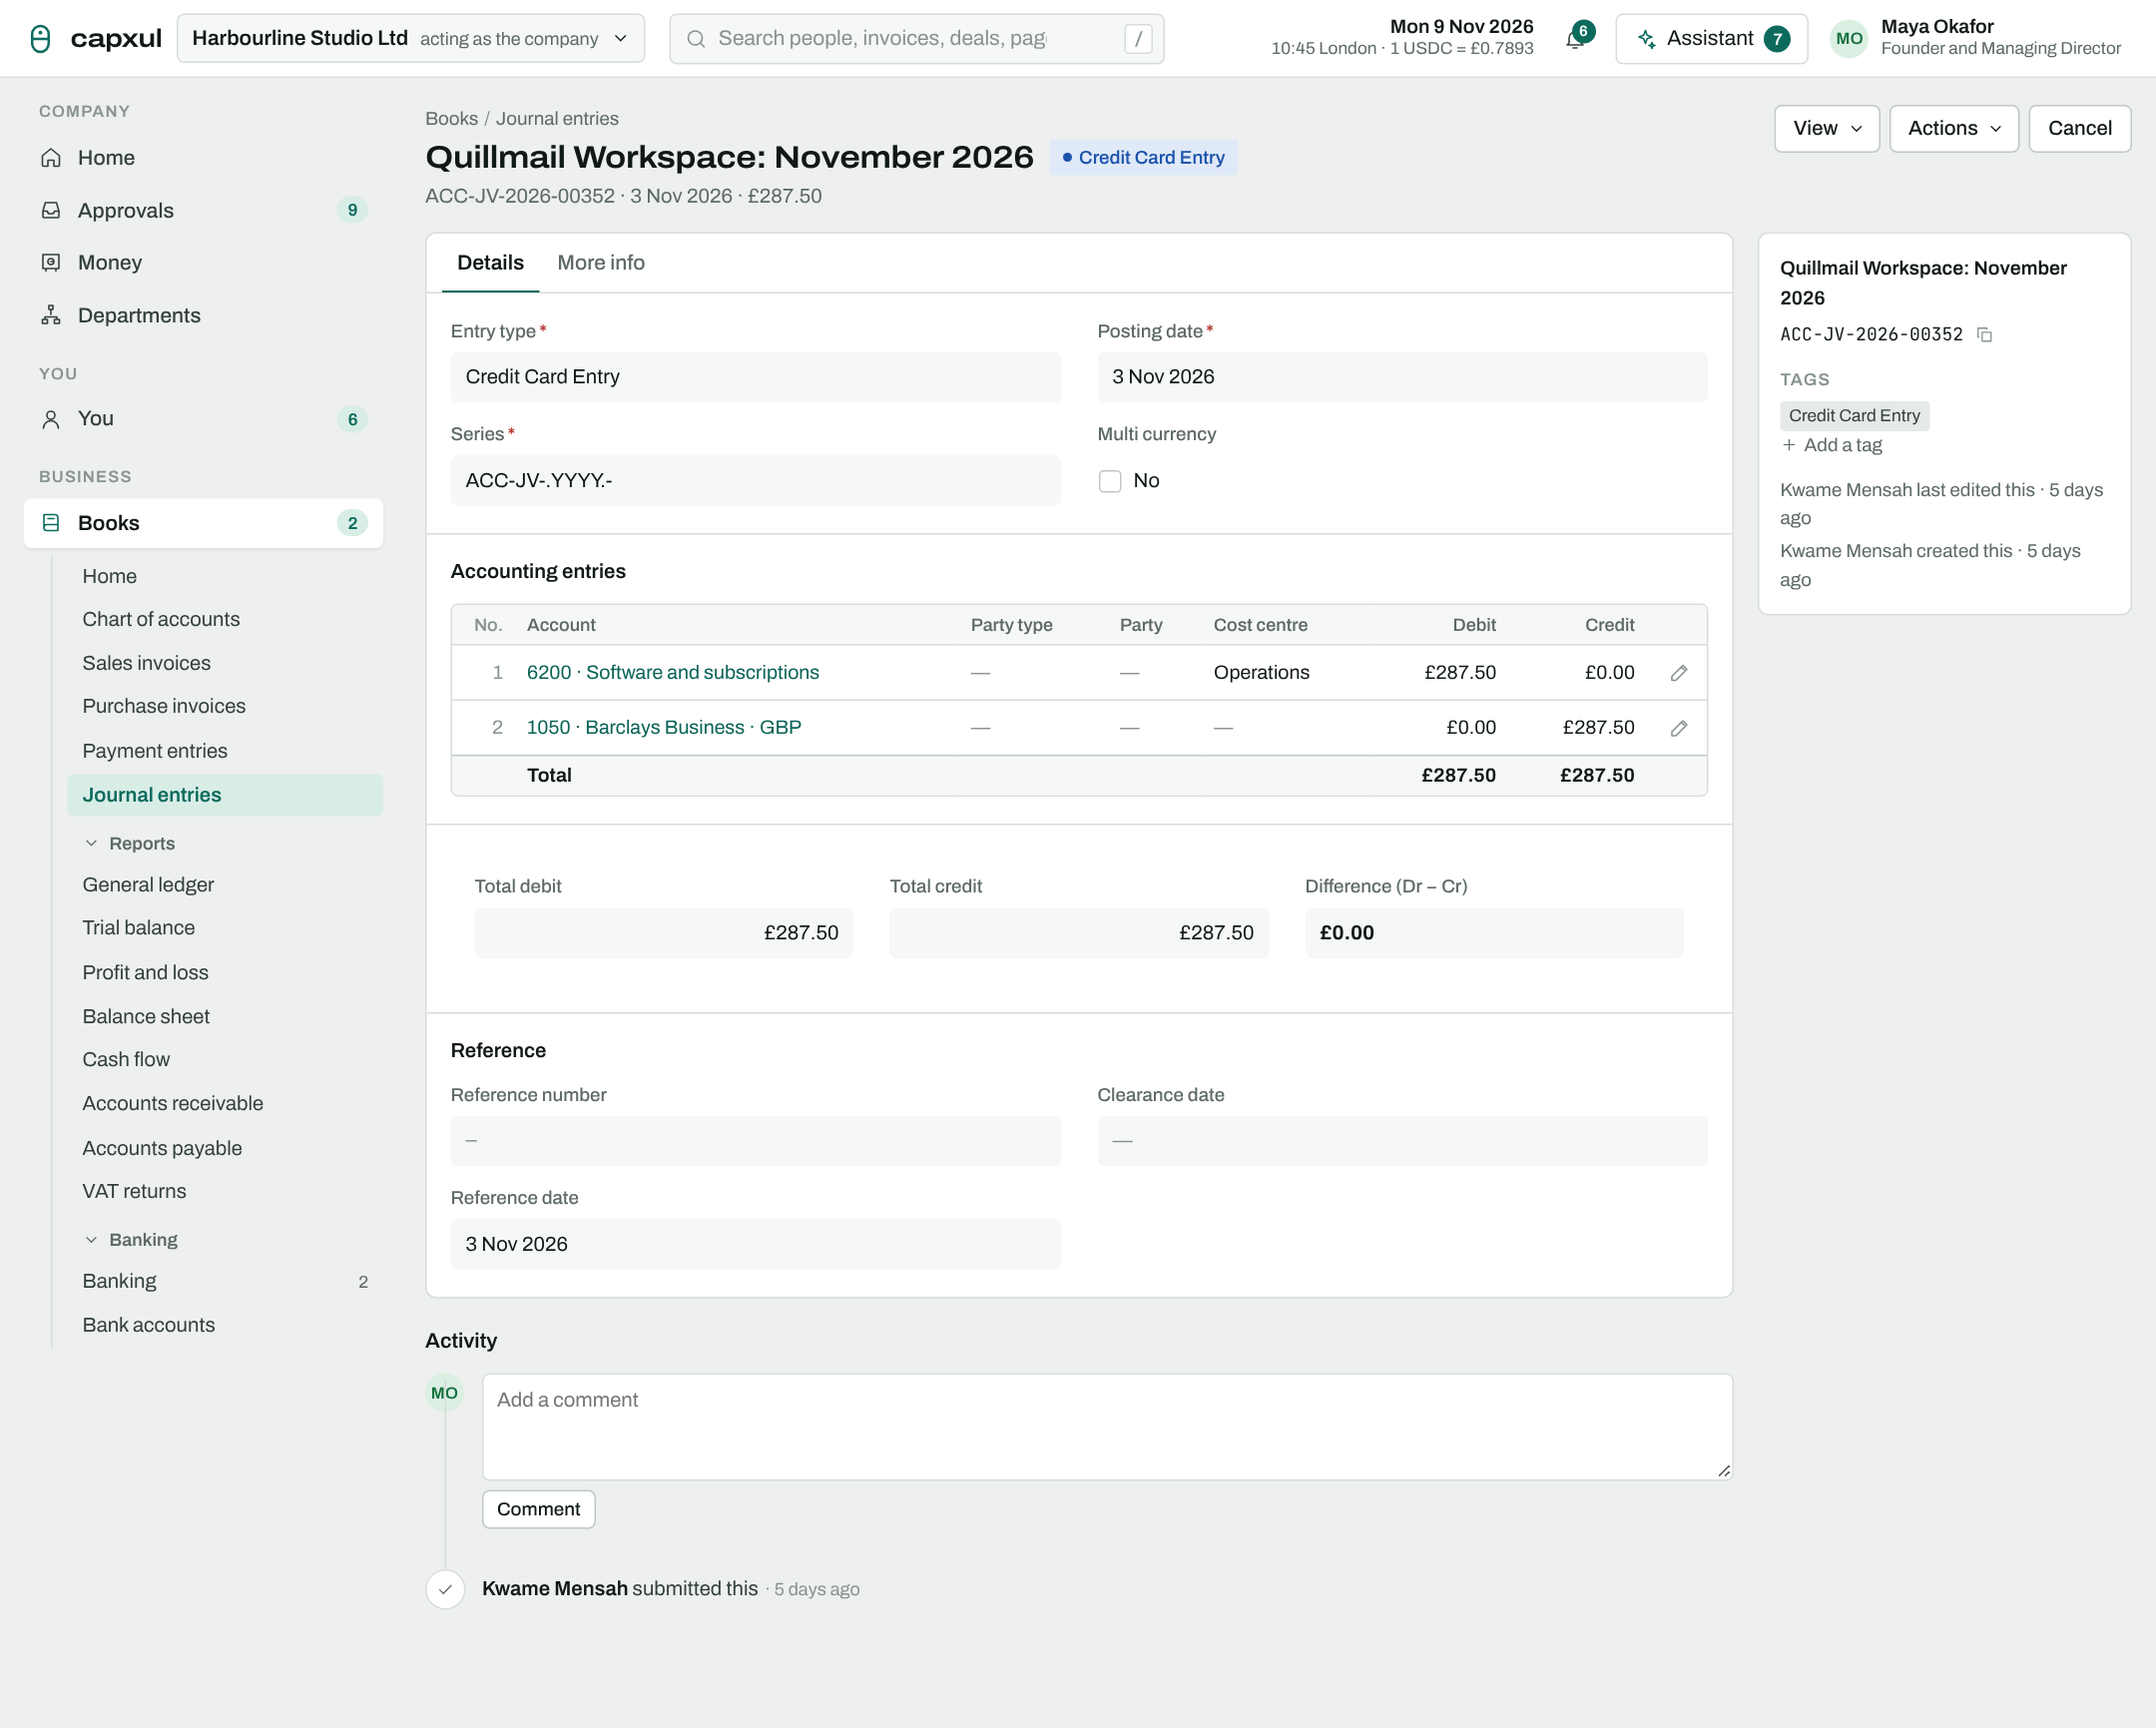 capxul
Harbourline Studio Ltd acting as the company
Search people, invoices, deals, pag
/
Mon 9 Nov 2026
10:45 London · 1 USDC = £0.7893
6
Assistant 7
MO
Maya Okafor
Founder and Managing Director
COMPANY
Home
Approvals 9
Money
Departments
YOU
You 6
BUSINESS
Books 2
Home
Chart of accounts
Sales invoices
Purchase invoices
Payment entries
Journal entries
Reports
General ledger
Trial balance
Profit and loss
Balance sheet
Cash flow
Accounts receivable
Accounts payable
VAT returns
Banking
Banking 2
Bank accounts
Books / Journal entries
Quillmail Workspace: November 2026 Credit Card Entry
ACC-JV-2026-00352 · 3 Nov 2026 · £287.50
View Actions Cancel
Details More info
Entry type * Posting date *
Credit Card Entry 3 Nov 2026
Series * Multi currency
ACC-JV-.YYYY.- No
Accounting entries
No. Account Party type Party Cost centre Debit Credit
1 6200 · Software and subscriptions — — Operations £287.50 £0.00
2 1050 · Barclays Business · GBP — — — £0.00 £287.50
Total £287.50 £287.50
Total debit Total credit Difference (Dr – Cr)
£287.50 £287.50 £0.00
Reference
Reference number Clearance date
– —
Reference date
3 Nov 2026
Activity
MO
Add a comment
Comment
Kwame Mensah submitted this · 5 days ago
Quillmail Workspace: November
2026
ACC-JV-2026-00352
TAGS
Credit Card Entry
+ Add a tag
Kwame Mensah last edited this · 5 days
ago
Kwame Mensah created this · 5 days
ago